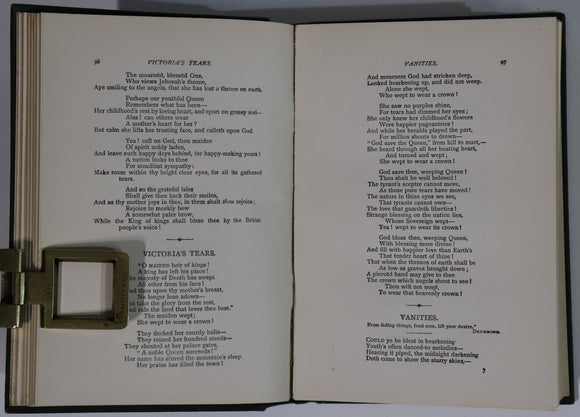 96 VICTORIA'S TEARS.
The mournèd, blessèd One,
Who views Jehovah's throne,
Aye smiling to the angels, that she has lost a throne on earth.
Perhaps our youthful Queen
Remembers what has been—
Her childhood's rest by loving heart, and sport on grassy sod—
Alas! can others wear
A mother's heart for her?
But calm she lifts her trusting face, and calleth upon God.
Yea! call on God, thou maiden
Of spirit nobly laden,
And leave such happy days behind, for happy-making years!
A nation looks to thee
For steadfast sympathy:
Make room within thy bright clear eyes, for all its gathered
tears.
And so the grateful isles
Shall give thee back their smiles,
And as thy mother joys in thee, in them shalt thou rejoice;
Rejoice to meekly bow
A somewhat paler brow,
While the King of kings shall bless thee by the British
people's voice!
VICTORIA'S TEARS.
"O MAIDEN heir of kings!
A king has left his place!
majesty of Death has swept
All other from his face!
And thou upon thy mother's breast,
No longer lean adown—
take the glory from the rest,
rule the land that loves thee best."
The maiden wept;
She wept to wear a crown!
They decked her courtly halls—
They reined her hundred steeds—
They shouted at her palace gates,
"A noble Queen succeeds!"
Her name has stirred the mountain's sleep,
Her praise has filled the town!
VANITIES. 97
And mourners God had stricken deep,
Looked hearkening up, and did not weep.
Alone she wept,
Who wept to wear a crown!
She saw no purples shine,
For tears had dimmed her eyes;
She only knew her childhood's flowers
Were happier pageantries!
And while her heralds played the part,
For million shouts to drown—
"God save the Queen," from hill to mart,—
She heard through all her beating heart,
And turned and wept;
She wept to wear a crown!
God save thee, weeping Queen!
Thou shalt be well beloved!
The tyrant's sceptre cannot move,
As those pure tears have moved!
The nature in thine eyes we see,
That tyrants cannot own—
The love that guardeth liberties!
Strange blessing on the nation lies,
Whose Sovereign wept—
Yea! wept to wear its crown!
God bless thee, weeping Queen,
With blessing more divine!
And fill with happier love than Earth's
That tender heart of thine!
That when the thrones of earth shall be
As low as graves brought down;
A piercèd hand may give to thee
The crown which angels shout to see!
Thou wilt not weep,
To wear that heavenly crown!
VANITIES.
From fading things, fond men, lift your desire.
DRUMMOND.
COULD ye be blest in hearkening
Youth's often danced-to melodies—
Hearing it piped, the midnight darkening
Doth come to show the starry skies,—
7